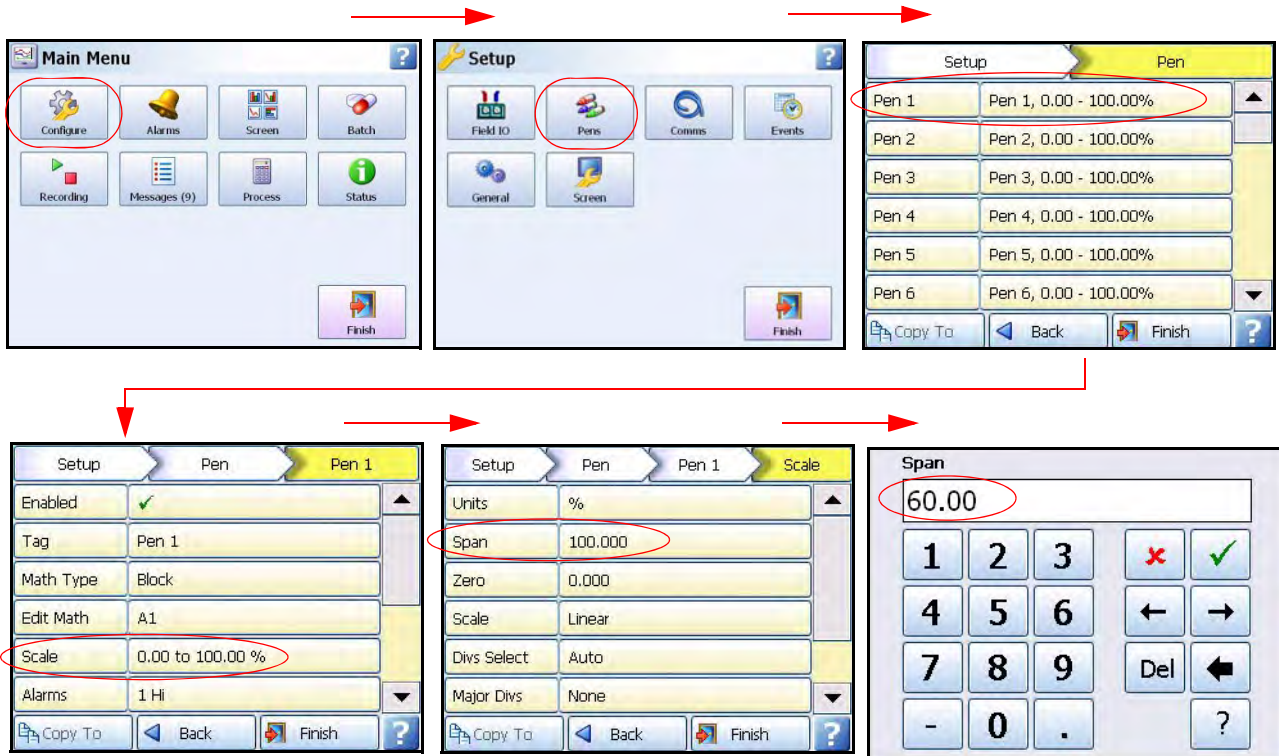 Main Menu
?
Configure
Alarms
Screen
Batch
Recording
Messages (9)
Process
Status
Finish
Setup
?
Field IO
Pens
Comms
Events
General
Screen
Finish
Setup Pen
Pen 1 Pen 1, 0.00 - 100.00%
Pen 2 Pen 2, 0.00 - 100.00%
Pen 3 Pen 3, 0.00 - 100.00%
Pen 4 Pen 4, 0.00 - 100.00%
Pen 5 Pen 5, 0.00 - 100.00%
Pen 6 Pen 6, 0.00 - 100.00%
Copy To Back Finish ?
Setup Pen Pen 1
Enabled ✓
Tag Pen 1
Math Type Block
Edit Math A1
Scale 0.00 to 100.00 %
Alarms 1 Hi
Copy To Back Finish ?
Setup Pen Pen 1 Scale
Units %
Span 100.000
Zero 0.000
Scale Linear
Divs Select Auto
Major Divs None
Copy To Back Finish ?
Span
60.00
1 2 3
4 5 6
7 8 9 Del
- 0 . ?